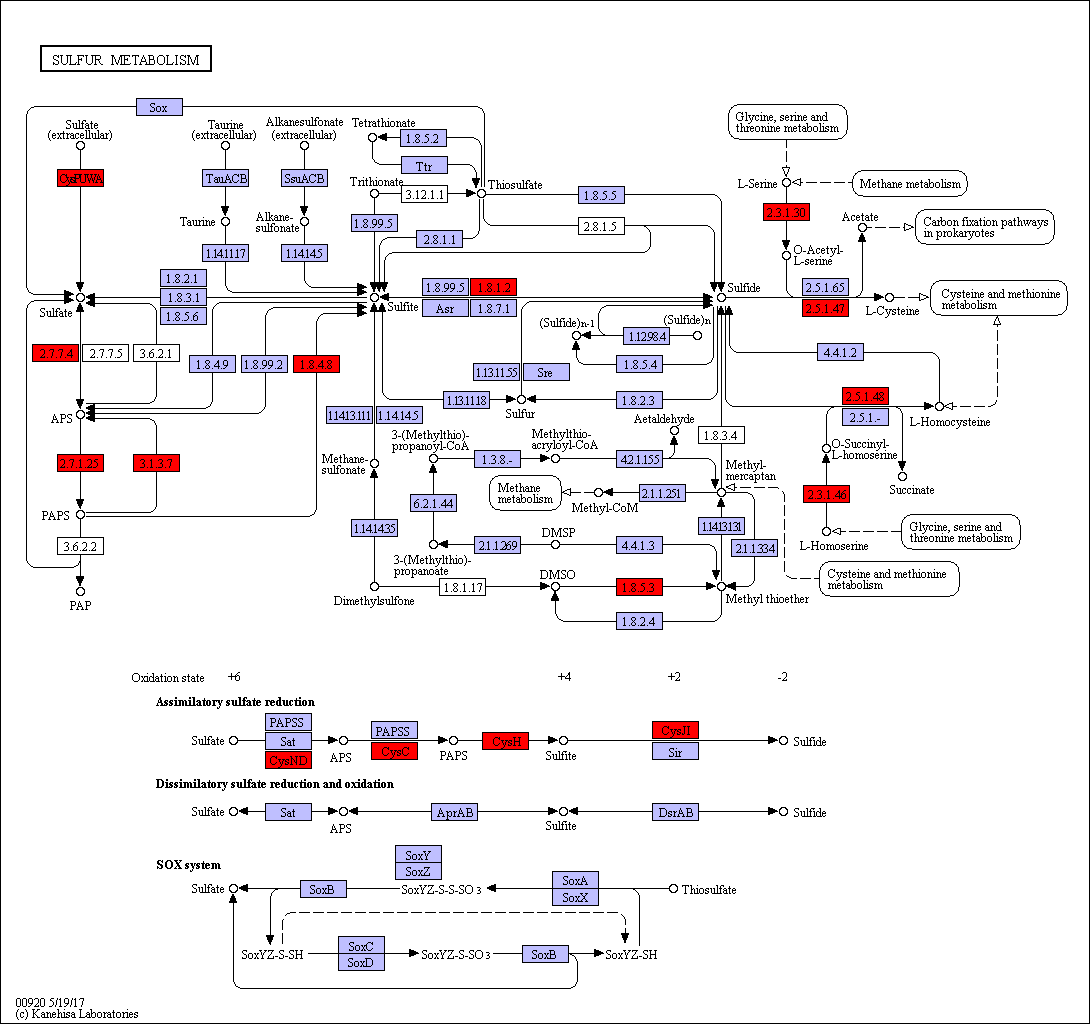 SULFUR METABOLISM
Sox
Sulfate
(extracellular)
Taurine
(extracellular)
Alkanesulfonate
(extracellular)
Tetrathionate
1.8.5.2
Ttr
Glycine, serine and
threonine metabolism
CysPUWA
TauACB
SsuACB
Trithionate
3.12.1.1
Thiosulfate
1.8.5.5
L-Serine
Methane metabolism
Taurine
Alkane-
sulfonate
1.8.99.5
2.8.1.1
2.8.1.5
2.3.1.30
Acetate
Carbon fixation pathways
in prokaryotes
1.14.11.17
1.14.14.5
O-Acetyl-
L-serine
1.8.2.1
1.8.3.1
1.8.5.6
1.8.99.5
1.8.1.2
Asr
1.8.7.1
Sulfate
Sulfite
Sulfide
2.5.1.65
2.5.1.47
L-Cysteine
Cysteine and methionine
metabolism
(Sulfide)n-1
(Sulfide)n
1.12.98.4
1.8.5.4
2.7.7.4
2.7.7.5
3.6.2.1
1.8.4.9
1.8.99.2
1.8.4.8
1.13.11.55
Sre
4.4.1.2
1.13.11.18
Sulfur
1.8.2.3
2.5.1.48
2.5.1.-
L-Homocysteine
APS
1.14.13.111
1.14.14.5
Aetaldehyde
1.8.3.4
3-(Methylthio)-
propanoyl-CoA
Methylthio-
acryloyl-CoA
1.3.8.-
4.2.1.155
O-Succinyl-
L-homoserine
Succinate
2.7.1.25
3.1.3.7
Methane-
sulfonate
Methyl-
mercaptan
Methane
metabolism
Methyl-CoM
2.1.1.251
2.3.1.46
6.2.1.44
PAPS
1.14.14.35
1.14.13.131
L-Homoserine
Glycine, serine and
threonine metabolism
3.6.2.2
3-(Methylthio)-
propanoate
2.1.1.269
DMSP
4.4.1.3
2.1.1.334
Cysteine and methionine
metabolism
PAP
Dimethylsulfone
1.8.1.17
DMSO
1.8.5.3
Methyl thioether
1.8.2.4
Oxidation state +6 +4 +2 -2
Assimilatory sulfate reduction
PAPSS
PAPSS
CysJI
Sulfate
Sat
CysND
APS
CysC
PAPS
CysH
Sulfite
Sir
Sulfide
Dissimilatory sulfate reduction and oxidation
Sulfate
Sat
APS
AprAB
Sulfite
DsrAB
Sulfide
SOX system
SoxY
SoxZ
Sulfate
SoxB
SoxYZ-S-S-SO 3
SoxA
SoxX
Thiosulfate
SoxYZ-S-SH
SoxC
SoxD
SoxYZ-S-SO 3
SoxB
SoxYZ-SH
00920 5/19/17
(c) Kanehisa Laboratories